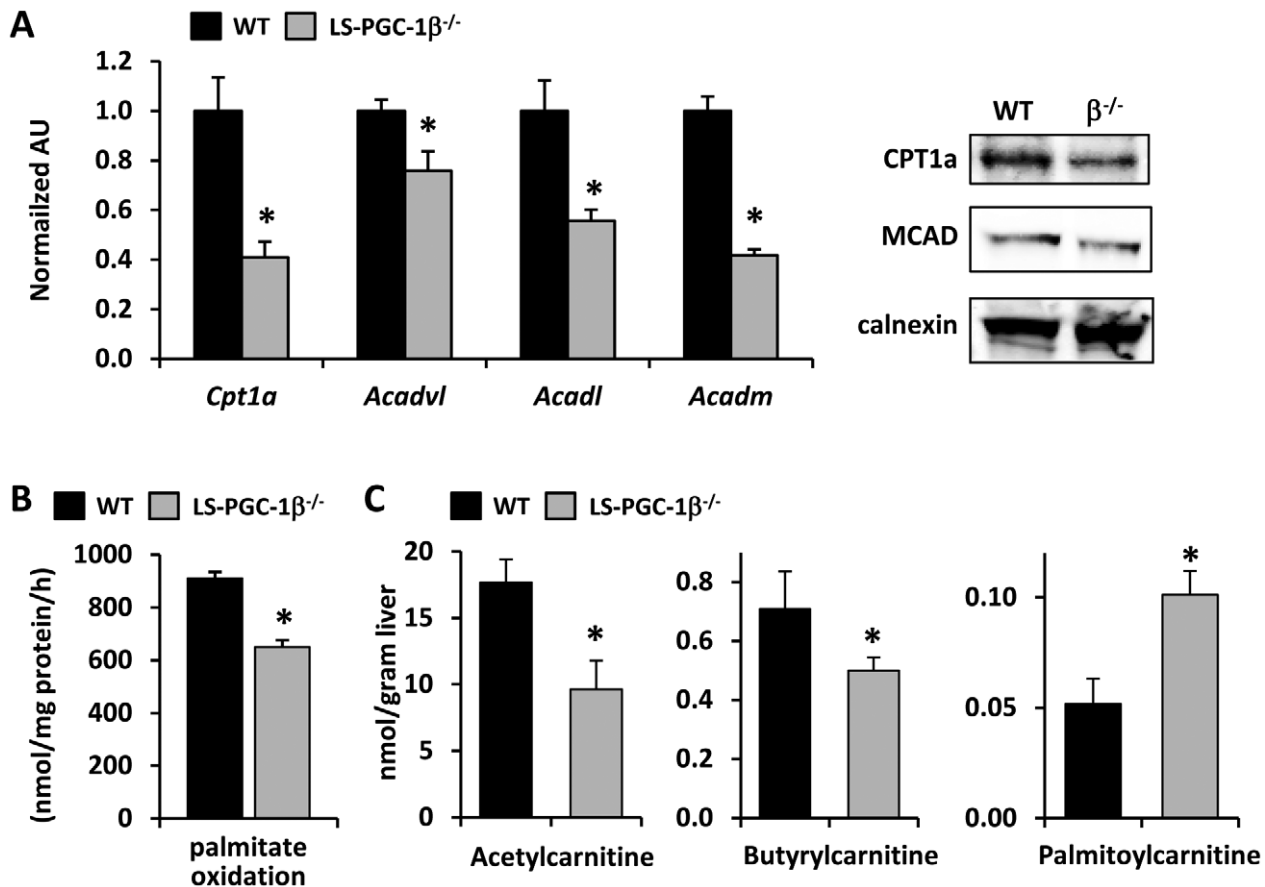 A
WT LS-PGC-1β-/-
Normailzed AU
1.2
1.0
0.8
0.6
0.4
0.2
0.0
* * * *
Cpt1a Acadvl Acadl Acadm
WT β-/-
CPT1a
MCAD
calnexin
B
WT LS-PGC-1β-/-
(nmol/mg protein/h)
1000
800
600
400
200
0
*
palmitate
oxidation
C
WT LS-PGC-1β-/-
nmol/gram liver
20
15
10
5
0
*
Acetylcarnitine
0.8
0.6
0.4
0.2
0.0
*
Butyrylcarnitine
0.10
0.05
0.00
*
Palmitoylcarnitine